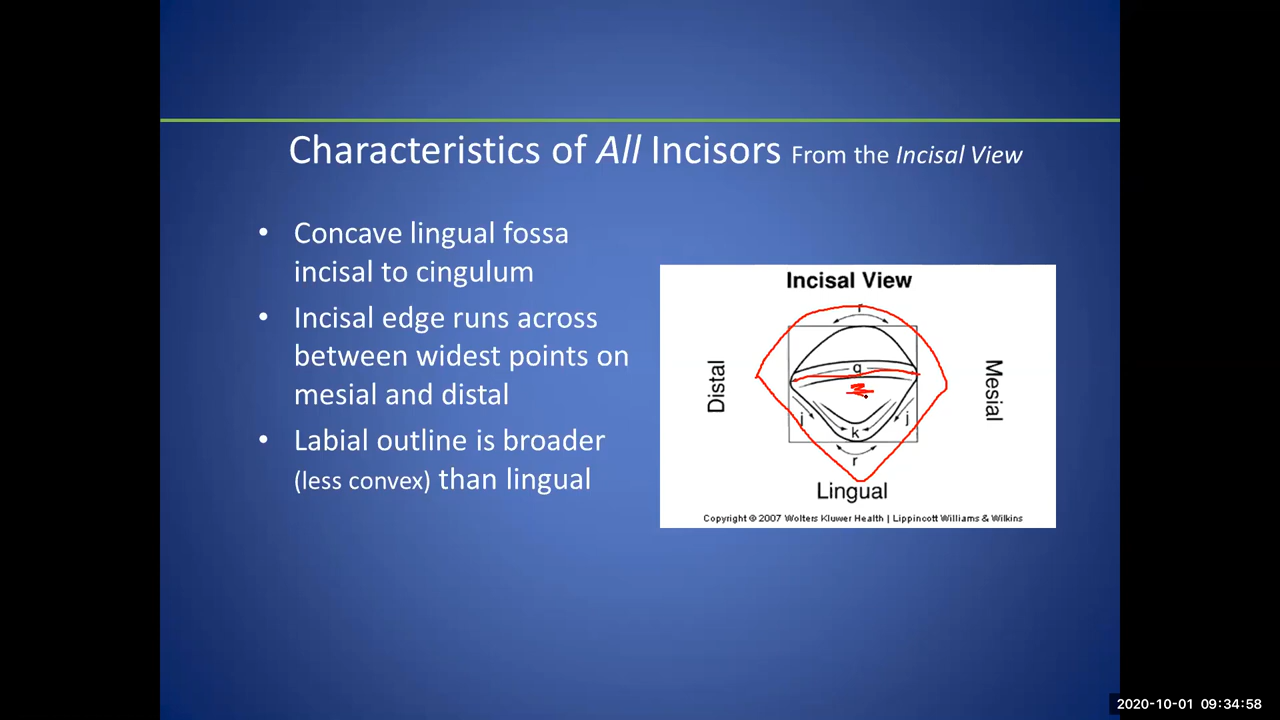 Characteristics of All Incisors From the Incisal View
• Concave lingual fossa
incisal to cingulum
• Incisal edge runs across
between widest points on
mesial and distal
• Labial outline is broader
(less convex) than lingual
Incisal View
r
q
Distal
Mesial
j
j
k
r
Lingual
Copyright © 2007 Wolters Kluwer Health | Lippincott Williams & Wilkins
2020-10-01 09:34:58